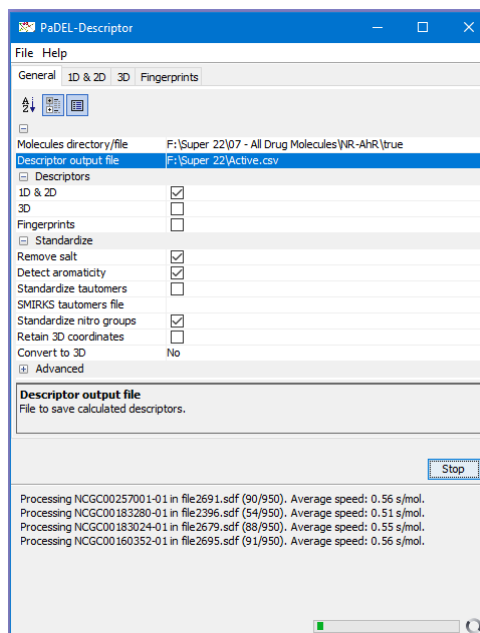 PaDEL-Descriptor
File Help
General 1D & 2D 3D Fingerprints
Molecules directory/file F:\Super 22\07 - All Drug Molecules\NR-AhR\true
Descriptor output file F:\Super 22\Active.csv
Descriptors
1D & 2D
3D
Fingerprints
Standardize
Remove salt
Detect aromaticity
Standardize tautomers
SMIRKS tautomers file
Standardize nitro groups
Retain 3D coordinates
Convert to 3D No
Advanced
Descriptor output file
File to save calculated descriptors.
Stop
Processing NCGC00257001-01 in file2691.sdf (90/950). Average speed: 0.56 s/mol.
Processing NCGC00183280-01 in file2396.sdf (54/950). Average speed: 0.51 s/mol.
Processing NCGC00183024-01 in file2679.sdf (88/950). Average speed: 0.55 s/mol.
Processing NCGC00160352-01 in file2695.sdf (91/950). Average speed: 0.56 s/mol.